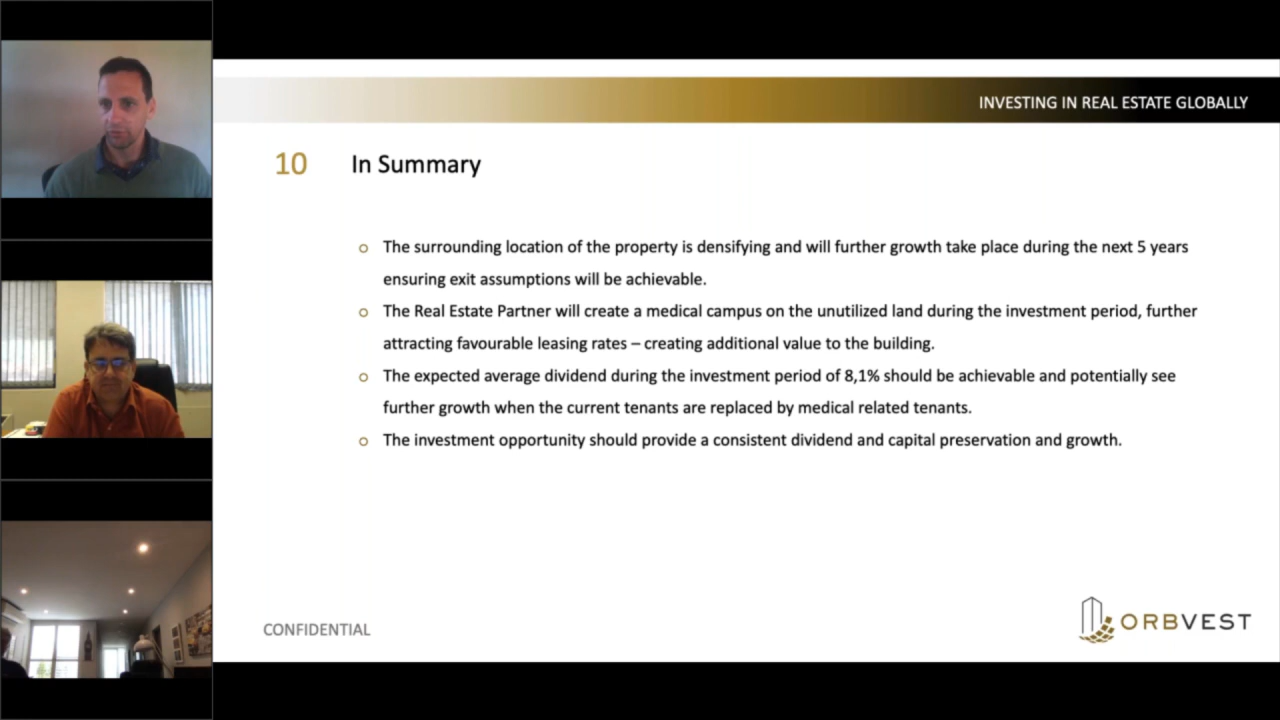 INVESTING IN REAL ESTATE GLOBALLY
10 In Summary
The surrounding location of the property is densifying and will further growth take place during the next 5 years
ensuring exit assumptions will be achievable.
The Real Estate Partner will create a medical campus on the unutilized land during the investment period, further
attracting favourable leasing rates – creating additional value to the building.
The expected average dividend during the investment period of 8,1% should be achievable and potentially see
further growth when the current tenants are replaced by medical related tenants.
The investment opportunity should provide a consistent dividend and capital preservation and growth.
CONFIDENTIAL
ORBVEST